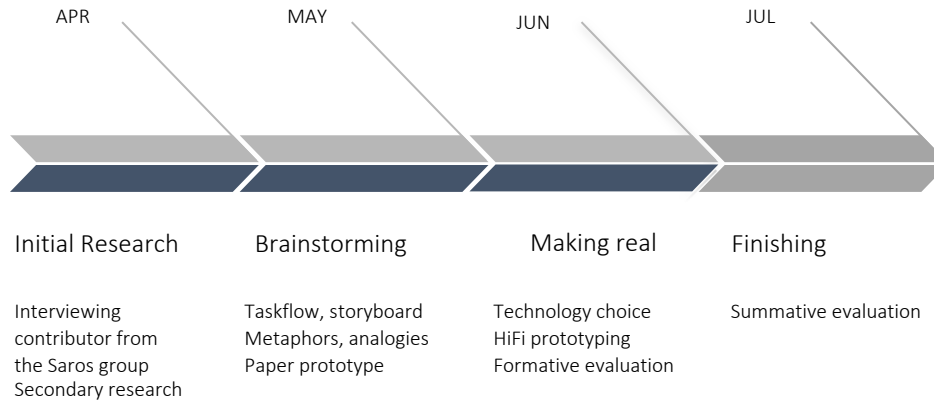 APR
MAY
JUN
JUL
Initial Research
Brainstorming
Making real
Finishing
Interviewing
contributor from
the Saros group
Secondary research
Taskflow, storyboard
Metaphors, analogies
Paper prototype
Technology choice
HiFi prototyping
Formative evaluation
Summative evaluation